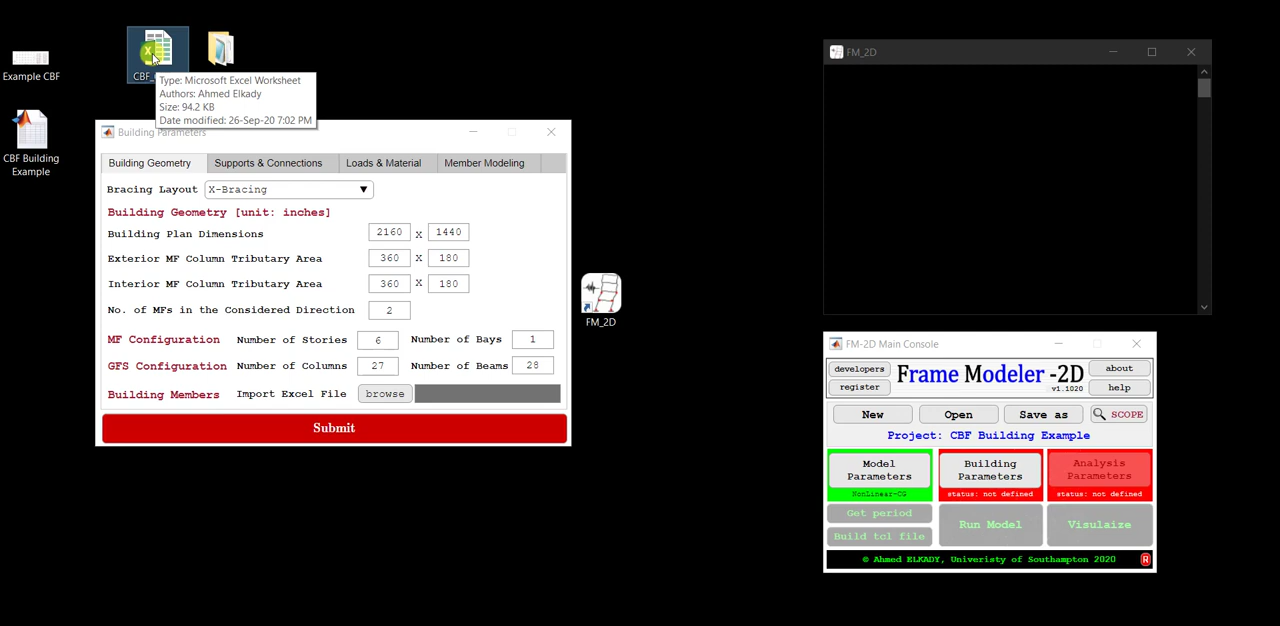 Example CBF
CBF_
Type: Microsoft Excel Worksheet
Authors: Ahmed Elkady
Size: 94.2 KB
Date modified: 26-Sep-20 7:02 PM
CBF Building
Example
Building Parameters
Building Geometry
Supports & Connections
Loads & Material
Member Modeling
Bracing Layout
X-Bracing
Building Geometry [unit: inches]
Building Plan Dimensions 2160 x 1440
Exterior MF Column Tributary Area 360 x 180
Interior MF Column Tributary Area 360 x 180
No. of MFs in the Considered Direction 2
MF Configuration Number of Stories 6 Number of Bays 1
GFS Configuration Number of Columns 27 Number of Beams 28
Building Members Import Excel File browse
Submit
FM_2D
FM_2D
FM-2D Main Console
developers
register
Frame Modeler -2D
v1.1020
about
help
New
Open
Save as
SCOPE
Project: CBF Building Example
Model
Parameters
NonLinear-CG
Building
Parameters
status: not defined
Analysis
Parameters
status: not defined
Get period
Build tcl file
Run Model
Visulaize
© Ahmed ELKADY, Univeristy of Southampton 2020
R